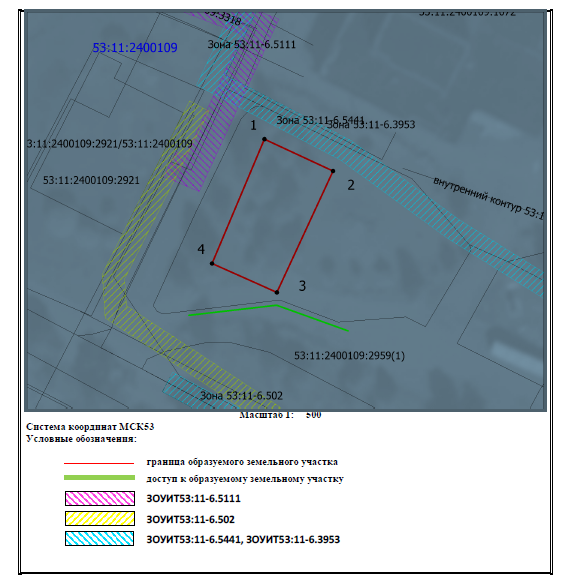 53:11:2400109:1672
53:11:2400109
Зона 53:11-6.5111
Зона 53:11-6.5441
Зона 53:11-6.3953
1
3:11:2400109:2921/53:11:2400109
53:11:2400109:2921
2
внутренний контур 53:1
4
3
53:11:2400109:2959(1)
Зона 53:11-6.502
Масштаб 1: 500
Система координат МСК53
Условные обозначения:
граница образуемого земельного участка
доступ к образуемому земельному участку
ЗОУИТ53:11-6.5111
ЗОУИТ53:11-6.502
ЗОУИТ53:11-6.5441, ЗОУИТ53:11-6.3953